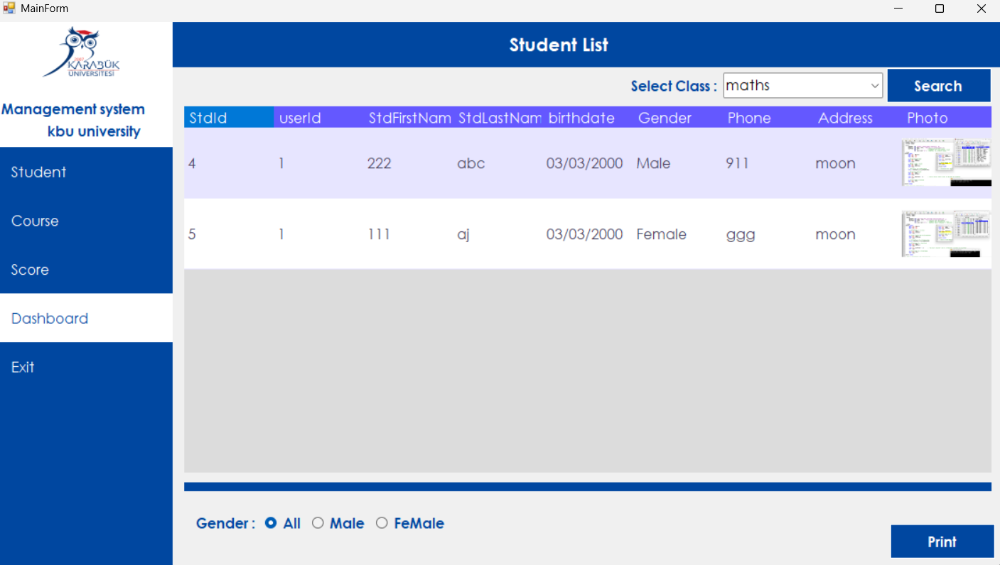 MainForm
2007
KARABÜK
ÜNİVERSİTESİ
Management system
kbu university
Student
Course
Score
Dashboard
Exit
Student List
Select Class : maths Search
StdId userId StdFirstNam StdLastNam birthdate Gender Phone Address Photo
4 1 222 abc 03/03/2000 Male 911 moon
5 1 111 aj 03/03/2000 Female ggg moon
Gender : All Male FeMale
Print